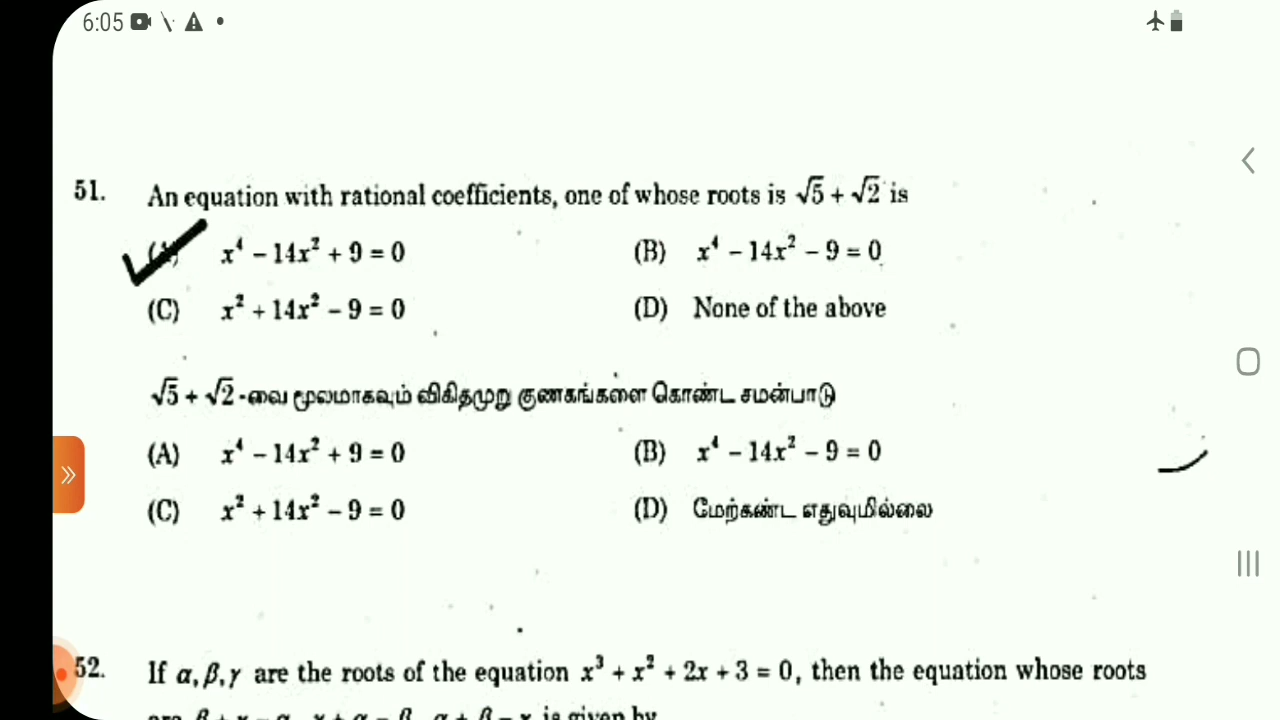 6:05
51. An equation with rational coefficients, one of whose roots is √5 + √2 is
(A) x⁴ − 14x² + 9 = 0 (B) x⁴ − 14x² − 9 = 0
(C) x² + 14x² − 9 = 0 (D) None of the above
√5 + √2 -வை மூலமாகவும் விகிதமுறு குணகங்களை கொண்ட சமன்பாடு
(A) x⁴ − 14x² + 9 = 0 (B) x⁴ − 14x² − 9 = 0
(C) x² + 14x² − 9 = 0 (D) மேற்கண்ட எதுவுமில்லை
52. If α, β, γ are the roots of the equation x³ + x² + 2x + 3 = 0, then the equation whose roots
is given by